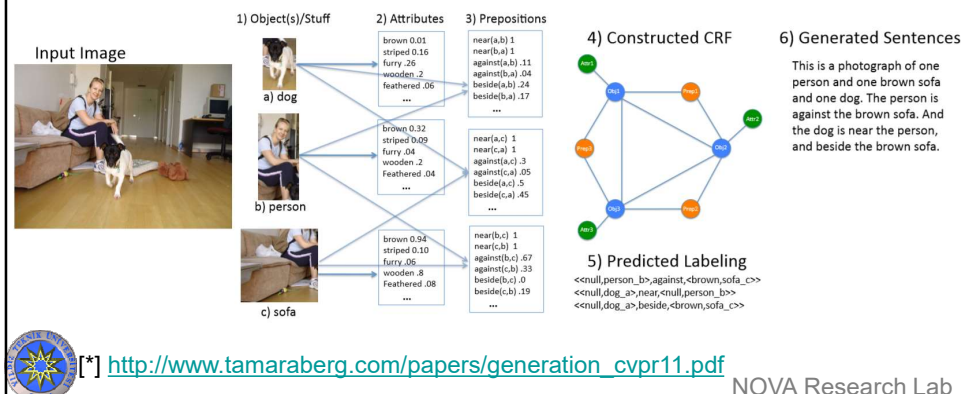 1) Object(s)/Stuff
2) Attributes
3) Prepositions
Input Image
a) dog
b) person
c) sofa
brown 0.01
striped 0.16
furry .26
wooden .2
feathered .06
...
brown 0.32
striped 0.09
furry .04
wooden .2
Feathered .04
...
brown 0.94
striped 0.10
furry .06
wooden .8
Feathered .08
...
near(a,b) 1
near(b,a) 1
against(a,b) .11
against(b,a) .04
beside(a,b) .24
beside(b,a) .17
...
near(a,c) 1
near(c,a) 1
against(a,c) .3
against(c,a) .05
beside(a,c) .5
beside(c,a) .45
...
near(b,c) 1
near(c,b) 1
against(b,c) .67
against(c,b) .33
beside(b,c) .0
beside(c,b) .19
...
4) Constructed CRF
Attr1
Obj1
Prep1
Attr2
Obj2
Prep3
Obj3
Prep2
Attr3
5) Predicted Labeling
<<null,person_b>,against,<brown,sofa_c>>
<<null,dog_a>,near,<null,person_b>>
<<null,dog_a>,beside,<brown,sofa_c>>
6) Generated Sentences
This is a photograph of one
person and one brown sofa
and one dog. The person is
against the brown sofa. And
the dog is near the person,
and beside the brown sofa.
[*] http://www.tamaraberg.com/papers/generation_cvpr11.pdf
NOVA Research Lab